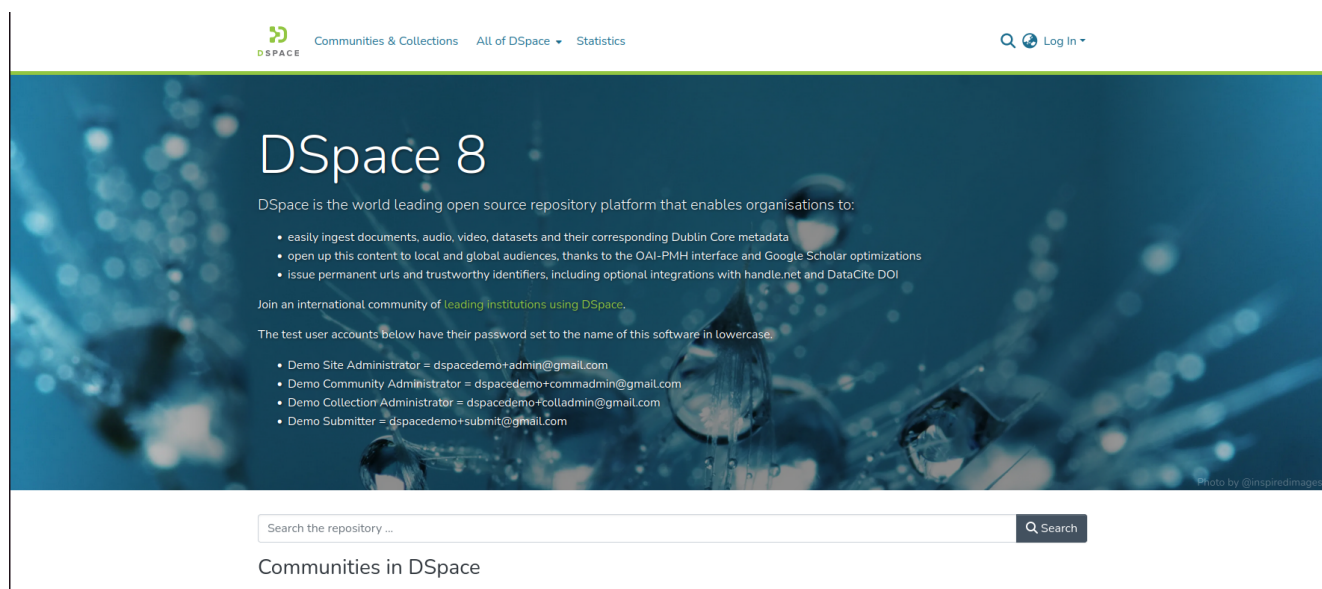 DSPACE
Communities & Collections All of DSpace Statistics Log In
DSpace 8
DSpace is the world leading open source repository platform that enables organisations to:
• easily ingest documents, audio, video, datasets and their corresponding Dublin Core metadata
• open up this content to local and global audiences, thanks to the OAI-PMH interface and Google Scholar optimizations
• issue permanent urls and trustworthy identifiers, including optional integrations with handle.net and DataCite DOI
Join an international community of leading institutions using DSpace.
The test user accounts below have their password set to the name of this software in lowercase.
• Demo Site Administrator = dspacedemo+admin@gmail.com
• Demo Community Administrator = dspacedemo+commadmin@gmail.com
• Demo Collection Administrator = dspacedemo+colladmin@gmail.com
• Demo Submitter = dspacedemo+submit@gmail.com
Photo by @inspiredimages
Search the repository ... Search
Communities in DSpace